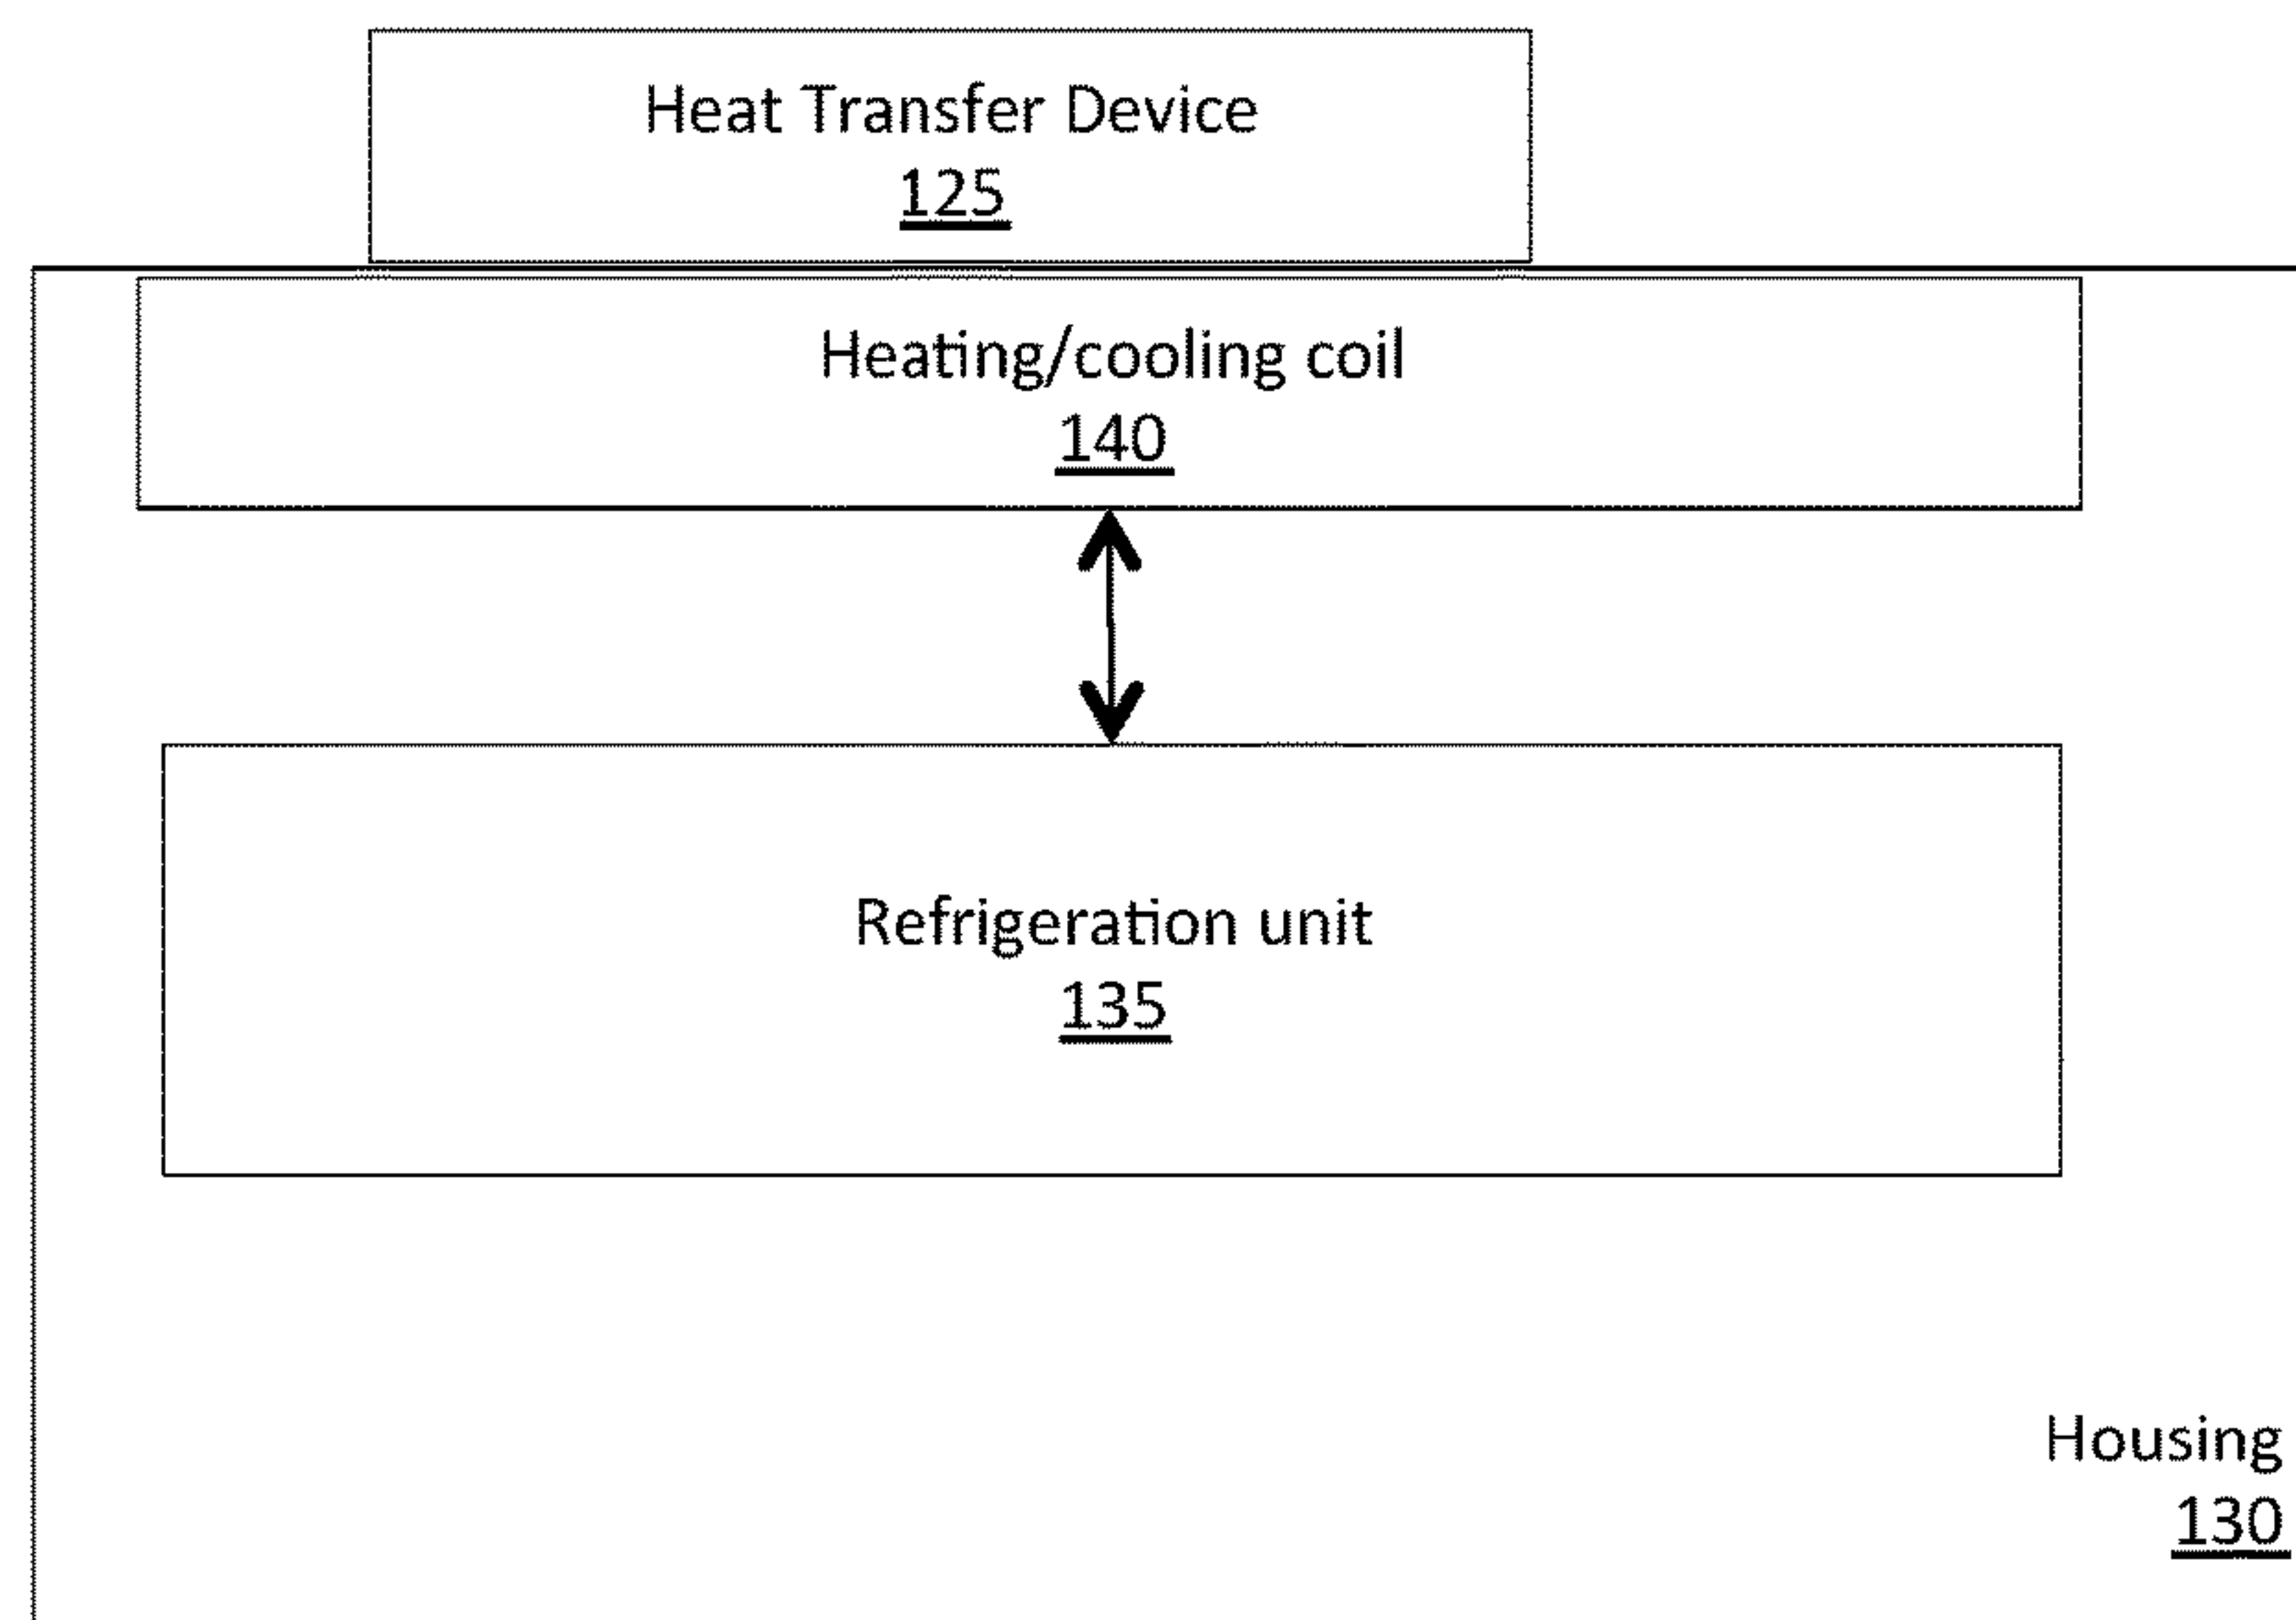 Heat Transfer Device
125
Heating/cooling coil
140
Refrigeration unit
135
Housing
130